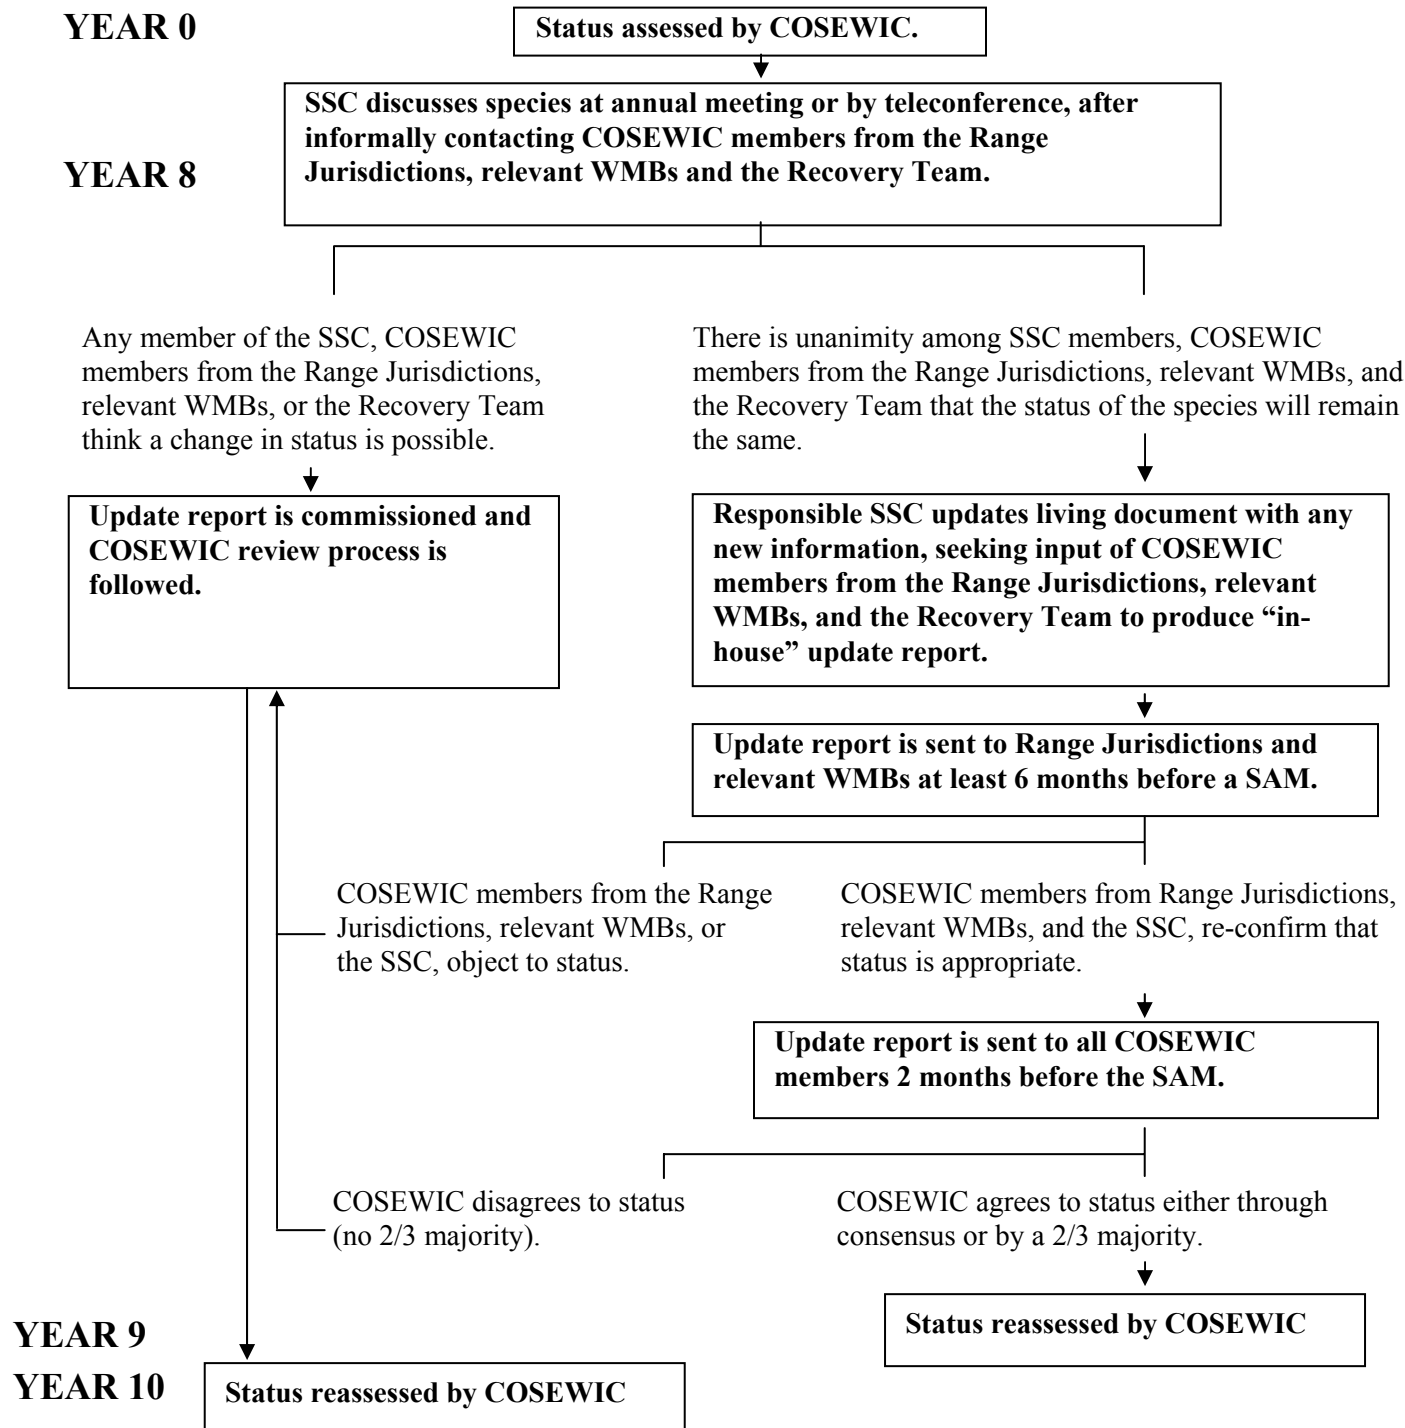 YEAR 0
Status assessed by COSEWIC.
SSC discusses species at annual meeting or by teleconference, after
informally contacting COSEWIC members from the Range
Jurisdictions, relevant WMBs and the Recovery Team.
YEAR 8
Any member of the SSC, COSEWIC
members from the Range Jurisdictions,
relevant WMBs, or the Recovery Team
think a change in status is possible.
There is unanimity among SSC members, COSEWIC
members from the Range Jurisdictions, relevant WMBs, and
the Recovery Team that the status of the species will remain
the same.
Update report is commissioned and
COSEWIC review process is
followed.
Responsible SSC updates living document with any
new information, seeking input of COSEWIC
members from the Range Jurisdictions, relevant
WMBs, and the Recovery Team to produce “in-
house” update report.
Update report is sent to Range Jurisdictions and
relevant WMBs at least 6 months before a SAM.
COSEWIC members from the Range
Jurisdictions, relevant WMBs, or
the SSC, object to status.
COSEWIC members from Range Jurisdictions,
relevant WMBs, and the SSC, re-confirm that
status is appropriate.
Update report is sent to all COSEWIC
members 2 months before the SAM.
COSEWIC disagrees to status
(no 2/3 majority).
COSEWIC agrees to status either through
consensus or by a 2/3 majority.
YEAR 9
Status reassessed by COSEWIC
YEAR 10
Status reassessed by COSEWIC